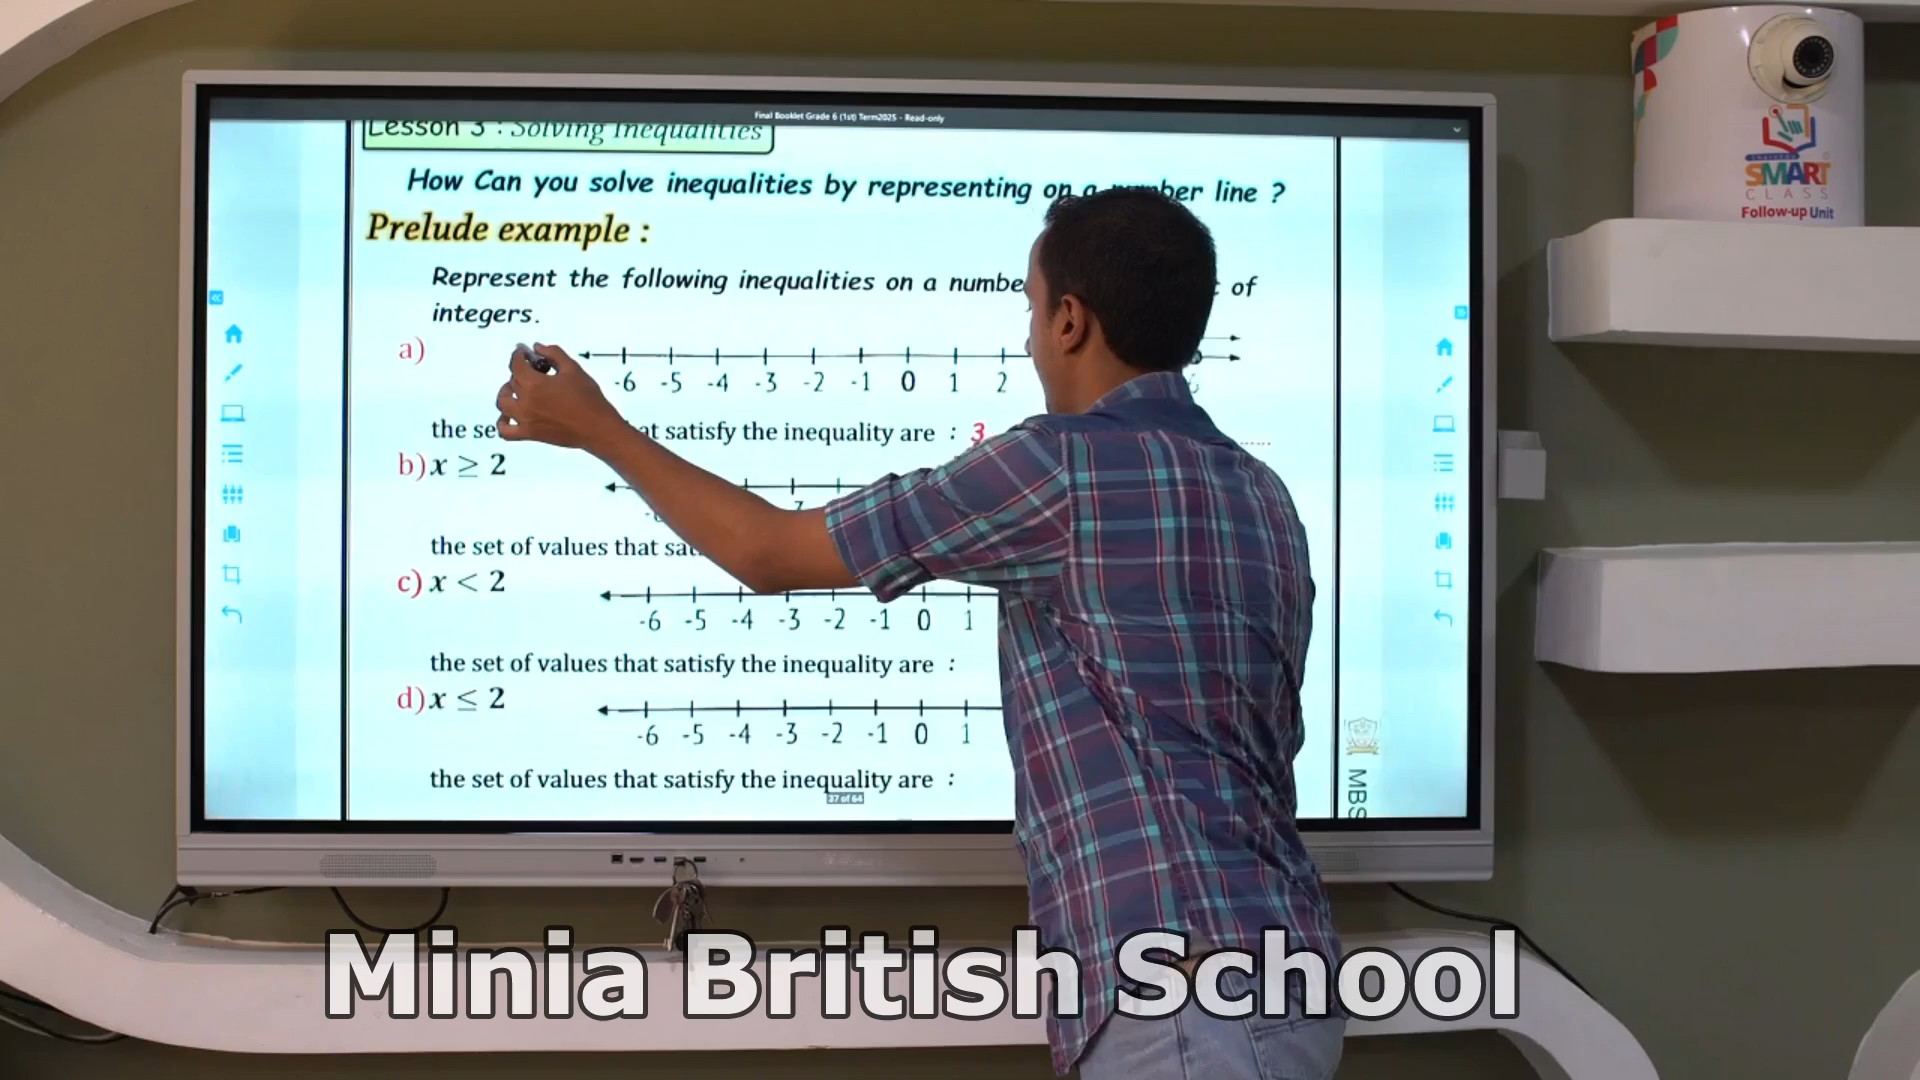 Final Booklet Grade 6 (1st) Term2025 - Read-only
Lesson 3 : Solving Inequalities
How Can you solve inequalities by representing on a number line ?
Prelude example :
Represent the following inequalities on a number of
integers.
a)
-6 -5 -4 -3 -2 -1 0 1 2
the set that satisfy the inequality are : 3
b) x ≥ 2
the set of values that
c) x < 2
-6 -5 -4 -3 -2 -1 0 1
the set of values that satisfy the inequality are :
d) x ≤ 2
-6 -5 -4 -3 -2 -1 0 1
the set of values that satisfy the inequality are :
37 of 64
MBS
SMART
CLASS
Follow-up Unit
Minia British School